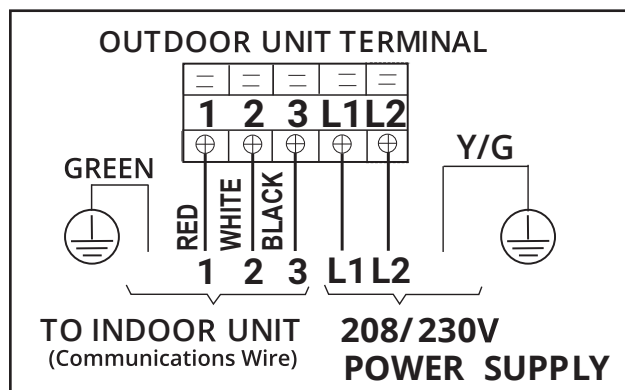 OUTDOOR UNIT TERMINAL
1 2 3 L1 L2
GREEN
Y/G
RED
WHITE
BLACK
1 2 3 L1 L2
TO INDOOR UNIT
(Communications Wire)
208/230V
POWER SUPPLY